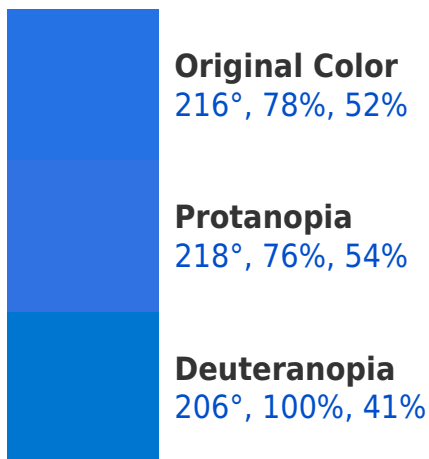 Original Color
216°, 78%, 52%
Protanopia
218°, 76%, 54%
Deuteranopia
206°, 100%, 41%